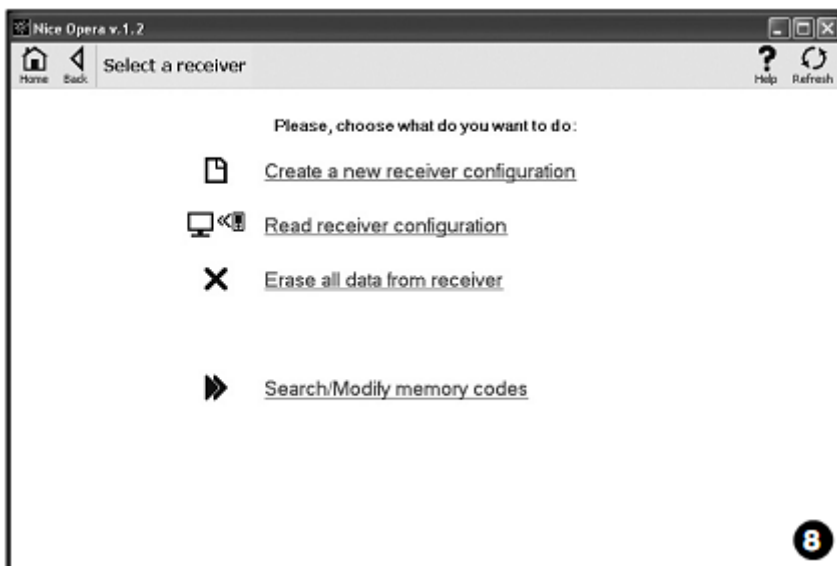 Nice Opera v.1.2
Home Back Select a receiver Help Refresh
Please, choose what do you want to do:
Create a new receiver configuration
Read receiver configuration
Erase all data from receiver
Search/Modify memory codes
8